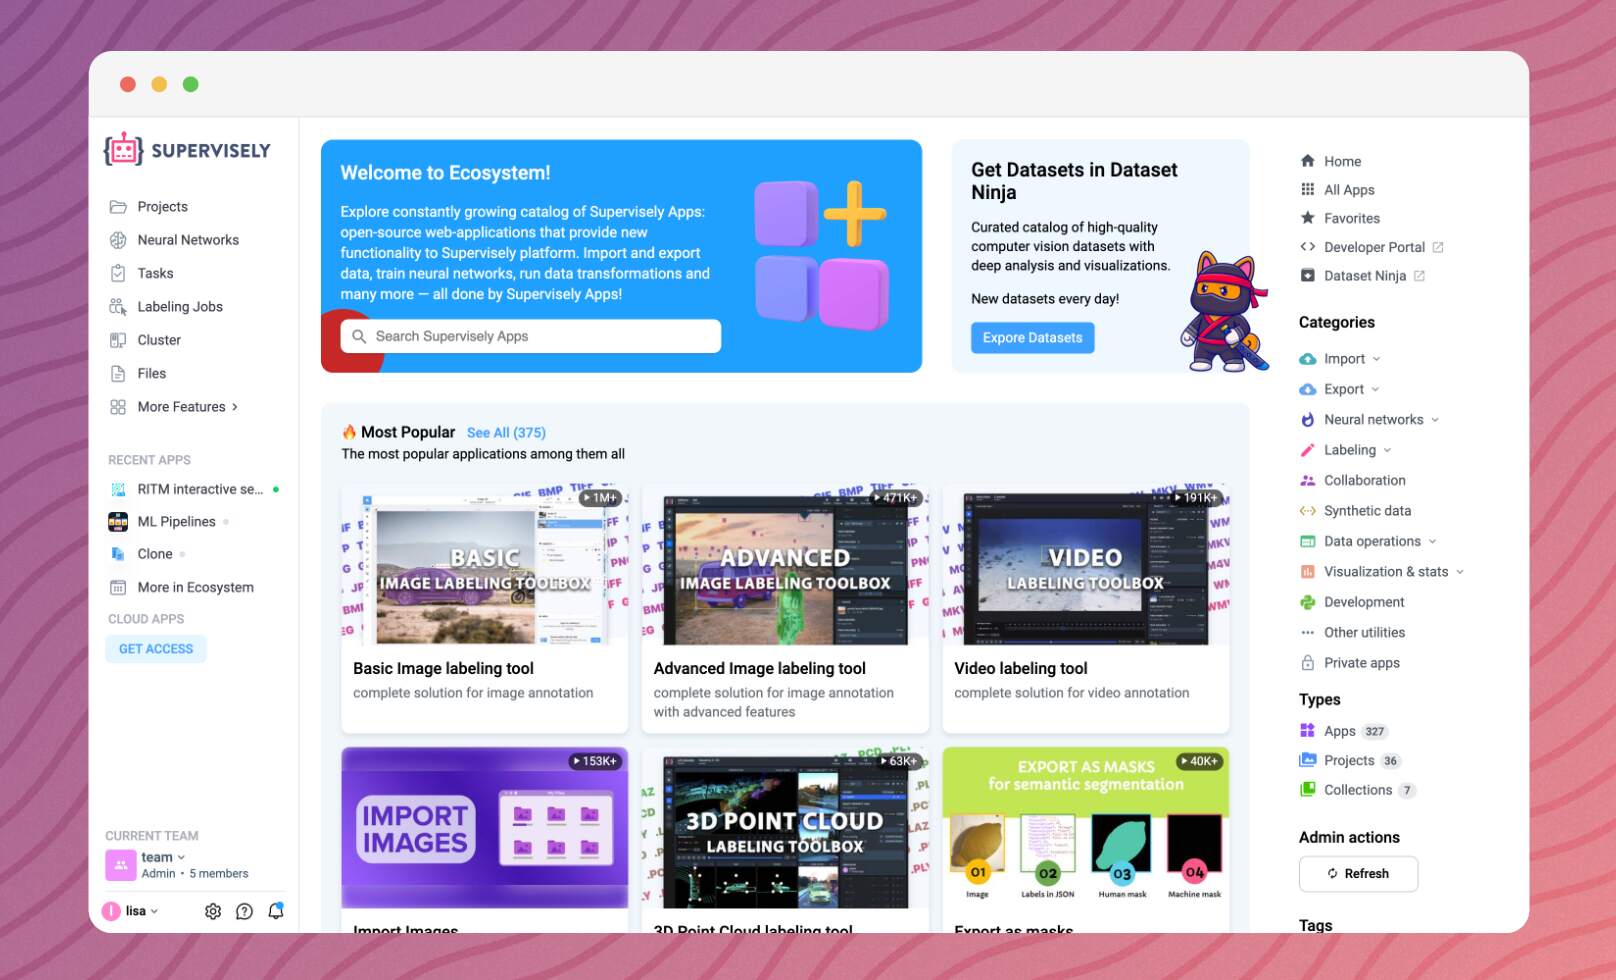 SUPERVISELY
Projects
Neural Networks
Tasks
Labeling Jobs
Cluster
Files
More Features
RECENT APPS
RITM interactive se...
ML Pipelines
Clone
More in Ecosystem
CLOUD APPS
GET ACCESS
CURRENT TEAM
team
Admin • 5 members
lisa
Welcome to Ecosystem!
Explore constantly growing catalog of Supervisely Apps:
open-source web-applications that provide new
functionality to Supervisely platform. Import and export
data, train neural networks, run data transformations and
many more — all done by Supervisely Apps!
Search Supervisely Apps
Get Datasets in Dataset
Ninja
Curated catalog of high-quality
computer vision datasets with
deep analysis and visualizations.
New datasets every day!
Expore Datasets
Most Popular See All (375)
The most popular applications among them all
1M+
BASIC
IMAGE LABELING TOOLBOX
Basic Image labeling tool
complete solution for image annotation
471K+
ADVANCED
IMAGE LABELING TOOLBOX
Advanced Image labeling tool
complete solution for image annotation
with advanced features
191K+
VIDEO
LABELING TOOLBOX
Video labeling tool
complete solution for video annotation
153K+
IMPORT
IMAGES
Import Images
63K+
3D POINT CLOUD
LABELING TOOLBOX
3D Point Cloud labeling tool
EXPORT AS MASKS
40K+
for semantic segmentation
01
02
03
04
Image
Labels in JSON
Human mask
Machine mask
Export as masks
Home
All Apps
Favorites
Developer Portal
Dataset Ninja
Categories
Import
Export
Neural networks
Labeling
Collaboration
Synthetic data
Data operations
Visualization & stats
Development
Other utilities
Private apps
Types
Apps 327
Projects 36
Collections 7
Admin actions
Refresh
Tags